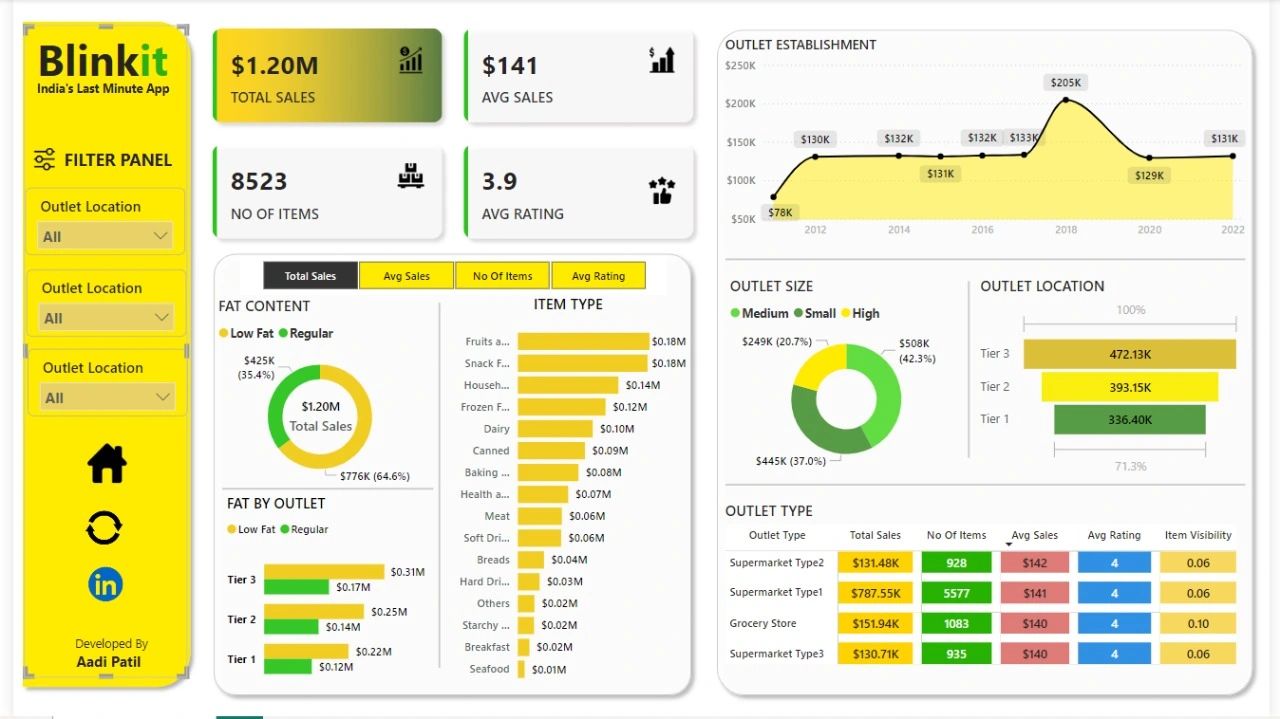 Blinkit
India's Last Minute App
FILTER PANEL
Outlet Location
All
Outlet Location
All
Outlet Location
All
in
Developed By
Aadi Patil
$1.20M
TOTAL SALES
$141
AVG SALES
8523
NO OF ITEMS
3.9
AVG RATING
Total Sales Avg Sales No Of Items Avg Rating
FAT CONTENT
Low Fat Regular
$425K
(35.4%)
$1.20M
Total Sales
$776K (64.6%)
FAT BY OUTLET
Low Fat Regular
Tier 3 $0.31M
$0.17M
Tier 2 $0.25M
$0.14M
Tier 1 $0.22M
$0.12M
ITEM TYPE
Fruits a... $0.18M
Snack F... $0.18M
Househ... $0.14M
Frozen F... $0.12M
Dairy $0.10M
Canned $0.09M
Baking ... $0.08M
Health a... $0.07M
Meat $0.06M
Soft Dri... $0.06M
Breads $0.04M
Hard Dri... $0.03M
Others $0.02M
Starchy ... $0.02M
Breakfast $0.02M
Seafood $0.01M
OUTLET ESTABLISHMENT
$250K
$200K
$150K
$100K
$50K
$78K
$130K
$132K
$131K
$132K
$133K
$205K
$129K
$131K
2012 2014 2016 2018 2020 2022
OUTLET SIZE
Medium Small High
$249K (20.7%)
$508K
(42.3%)
$445K (37.0%)
OUTLET LOCATION
100%
Tier 3 472.13K
Tier 2 393.15K
Tier 1 336.40K
71.3%
OUTLET TYPE
Outlet Type Total Sales No Of Items Avg Sales Avg Rating Item Visibility
Supermarket Type2 $131.48K 928 $142 4 0.06
Supermarket Type1 $787.55K 5577 $141 4 0.06
Grocery Store $151.94K 1083 $140 4 0.10
Supermarket Type3 $130.71K 935 $140 4 0.06